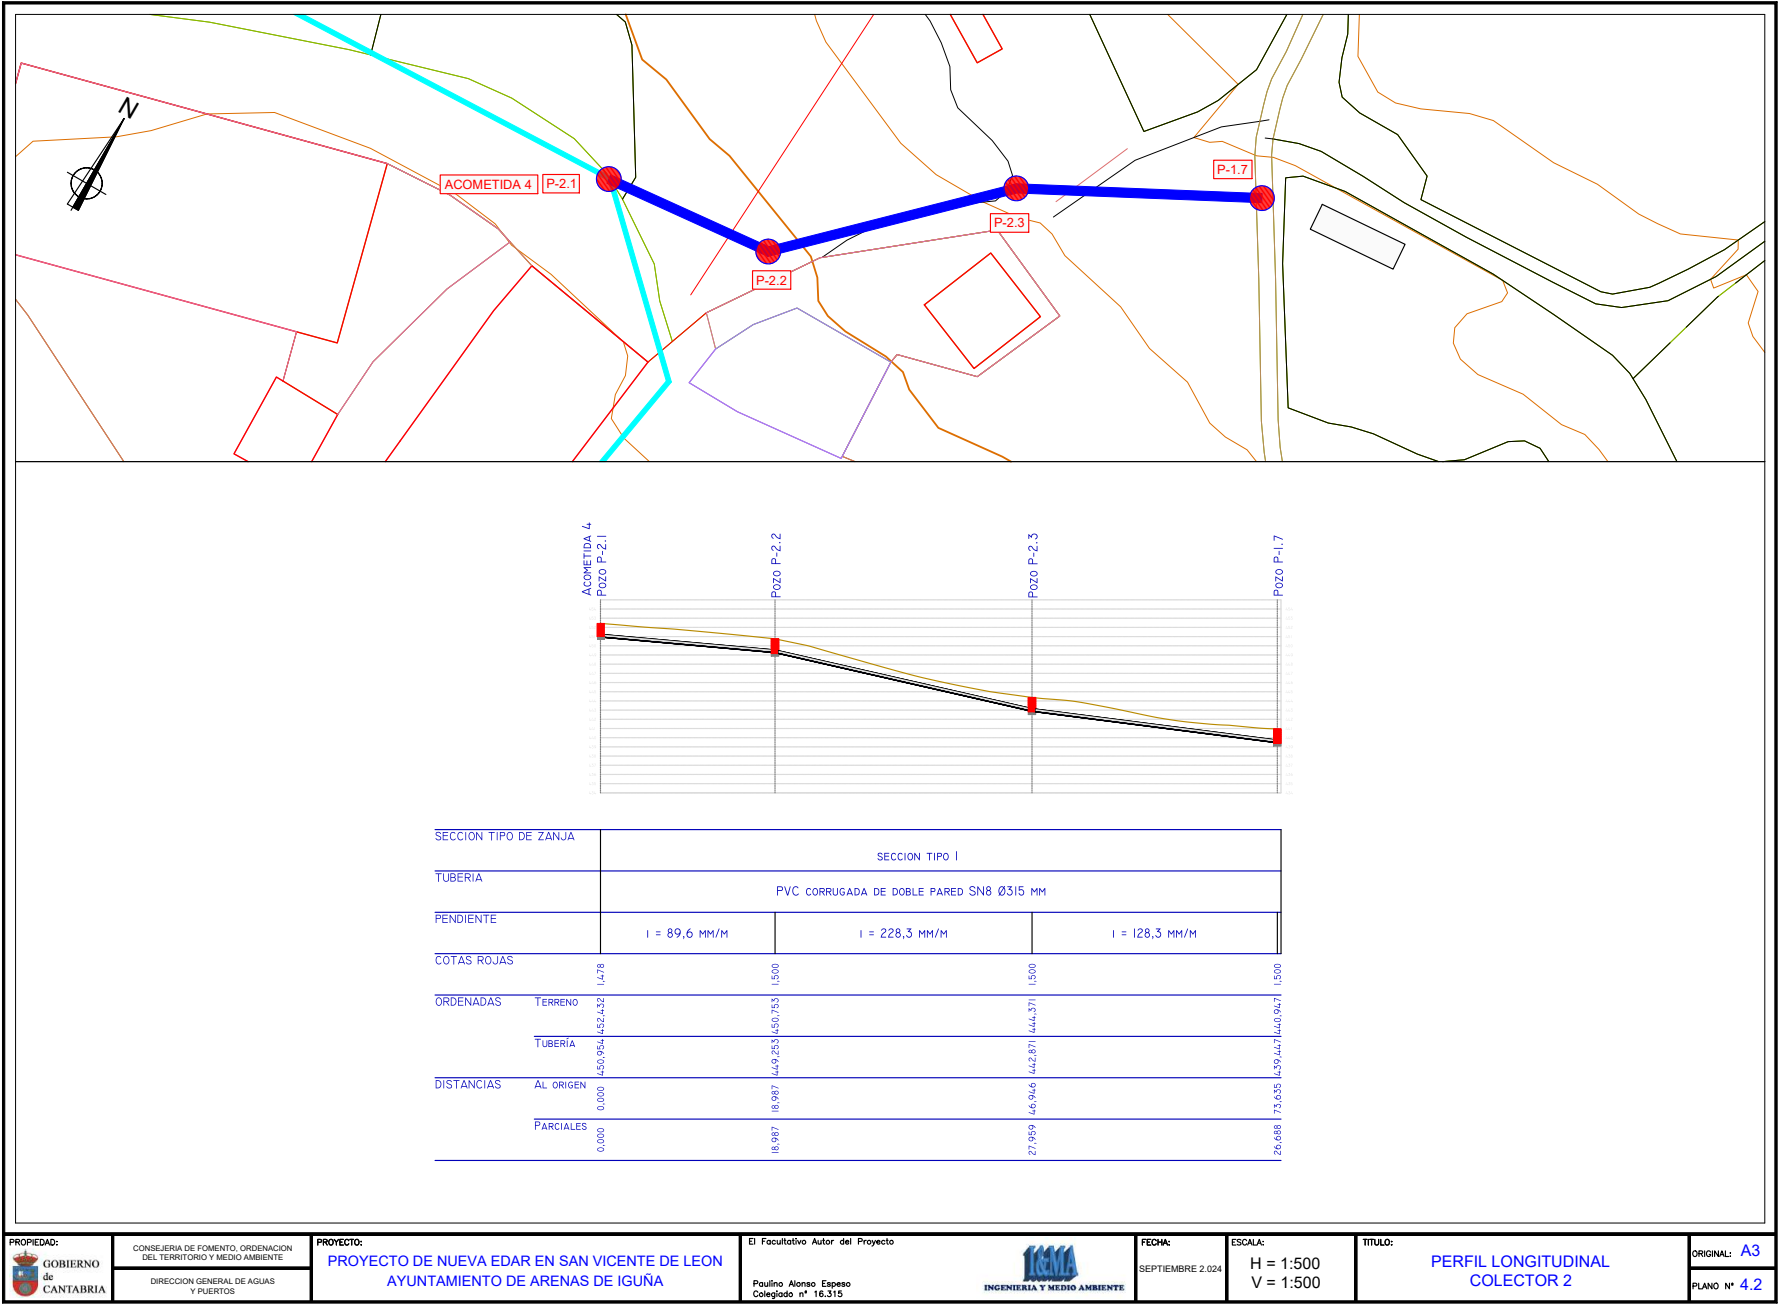 N
ACOMETIDA 4
P-2.1
P-2.2
P-2.3
P-1.7
ACOMETIDA 4
POZO P-2.1
POZO P-2.2
POZO P-2.3
POZO P-1.7
SECCION TIPO DE ZANJA
SECCION TIPO I
TUBERIA
PVC CORRUGADA DE DOBLE PARED SN8 Ø315 MM
PENDIENTE
I = 89,6 MM/M
I = 228,3 MM/M
I = 128,3 MM/M
COTAS ROJAS
1,478
1,500
1,500
1,500
ORDENADAS
TERRENO
452,432
450,753
444,371
440,947
TUBERÍA
450,954
449,253
442,871
439,447
DISTANCIAS
AL ORIGEN
0,000
18,987
46,946
73,635
PARCIALES
0,000
18,987
27,959
26,688
PROPIEDAD:
GOBIERNO
de
CANTABRIA
CONSEJERIA DE FOMENTO, ORDENACION
DEL TERRITORIO Y MEDIO AMBIENTE
DIRECCION GENERAL DE AGUAS
Y PUERTOS
PROYECTO:
PROYECTO DE NUEVA EDAR EN SAN VICENTE DE LEON
AYUNTAMIENTO DE ARENAS DE IGUÑA
El Facultativo Autor del Proyecto
Paulino Alonso Espeso
Colegiado nº 16.315
I&MA
INGENIERIA Y MEDIO AMBIENTE
FECHA:
SEPTIEMBRE 2.024
ESCALA:
H = 1:500
V = 1:500
TITULO:
PERFIL LONGITUDINAL
COLECTOR 2
ORIGINAL: A3
PLANO Nº 4.2